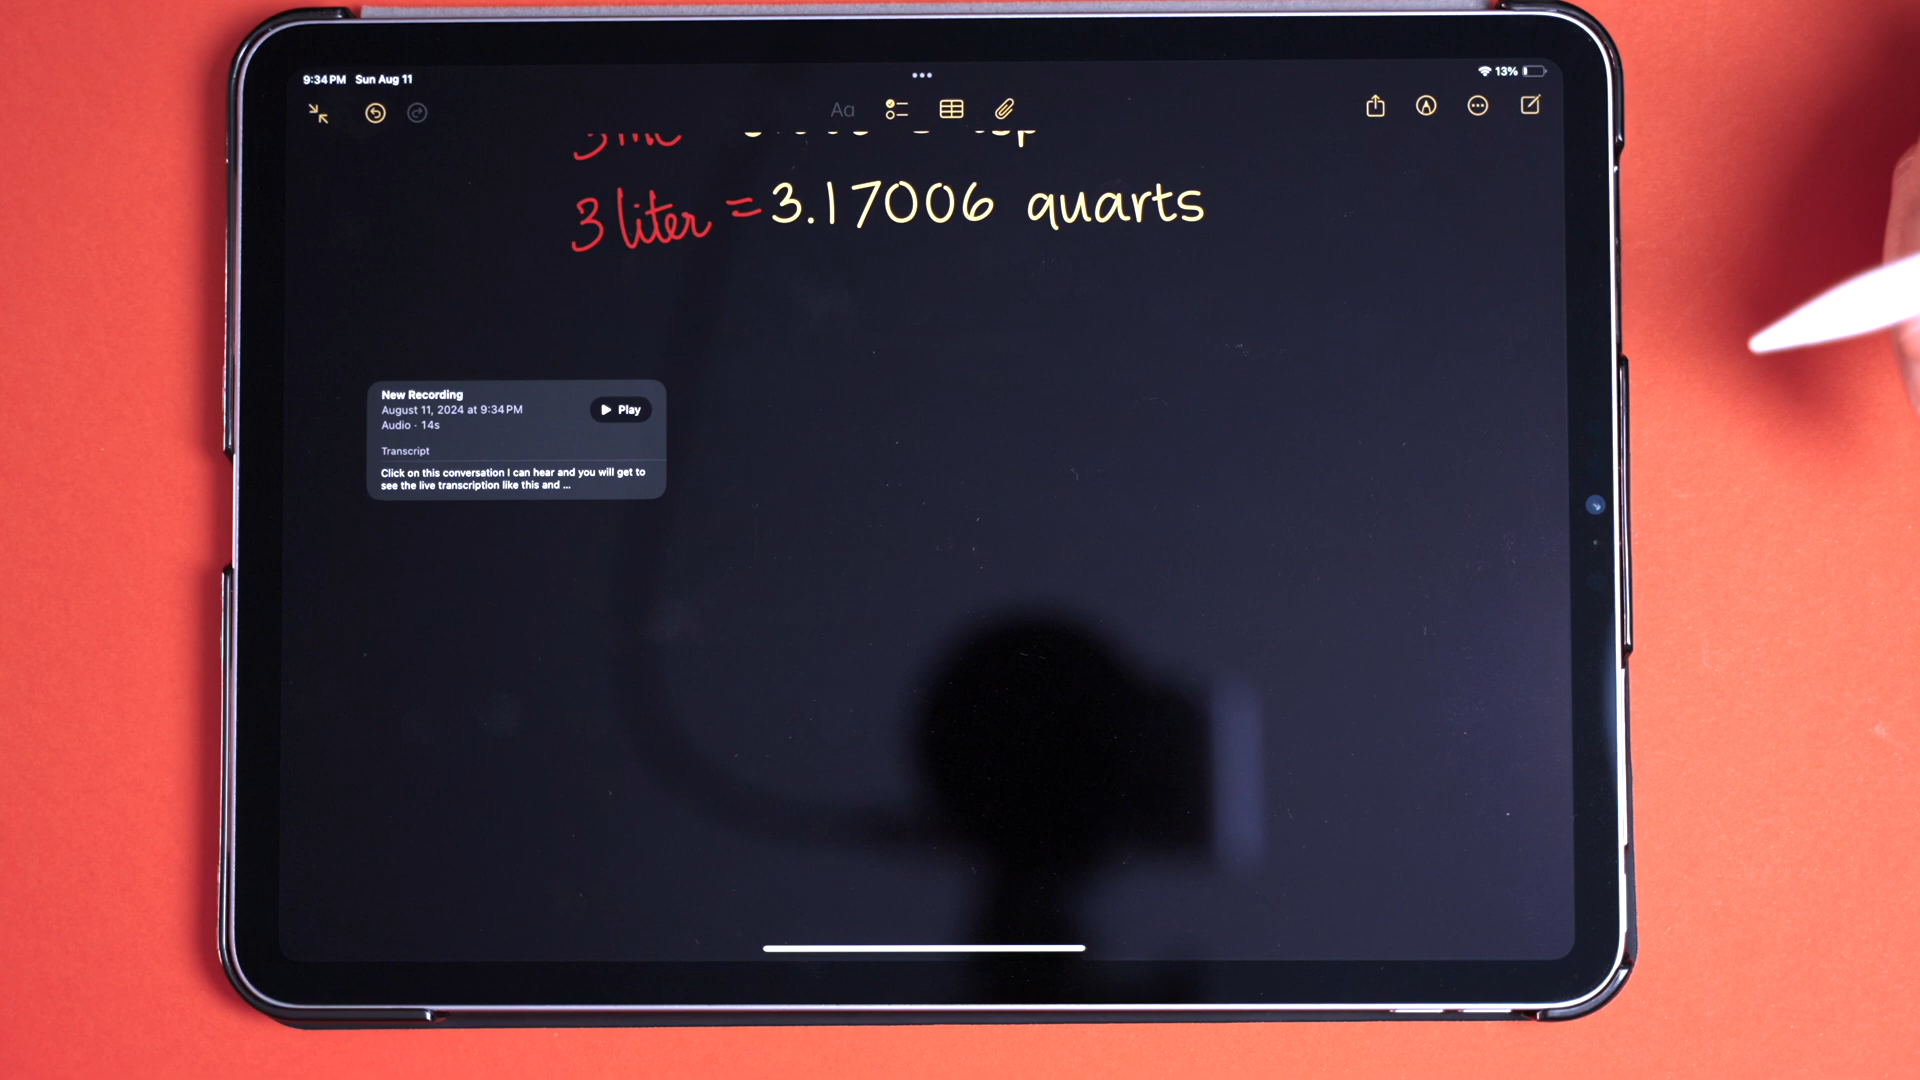 9:34 PM Sun Aug 11
13%
Aa
3 liter = 3.17006 quarts
New Recording
August 11, 2024 at 9:34 PM
Audio · 14s
Play
Transcript
Click on this conversation I can hear and you will get to
see the live transcription like this and ...